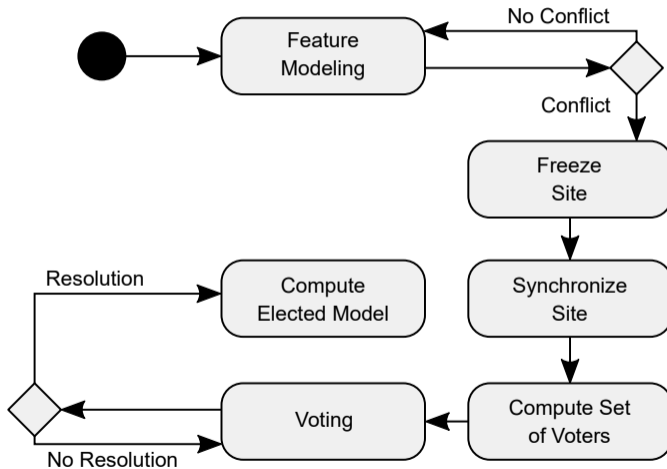 No Conflict
Feature
Modeling
Conflict
Freeze
Site
Resolution
Compute
Elected Model
Synchronize
Site
Voting
Compute Set
of Voters
No Resolution